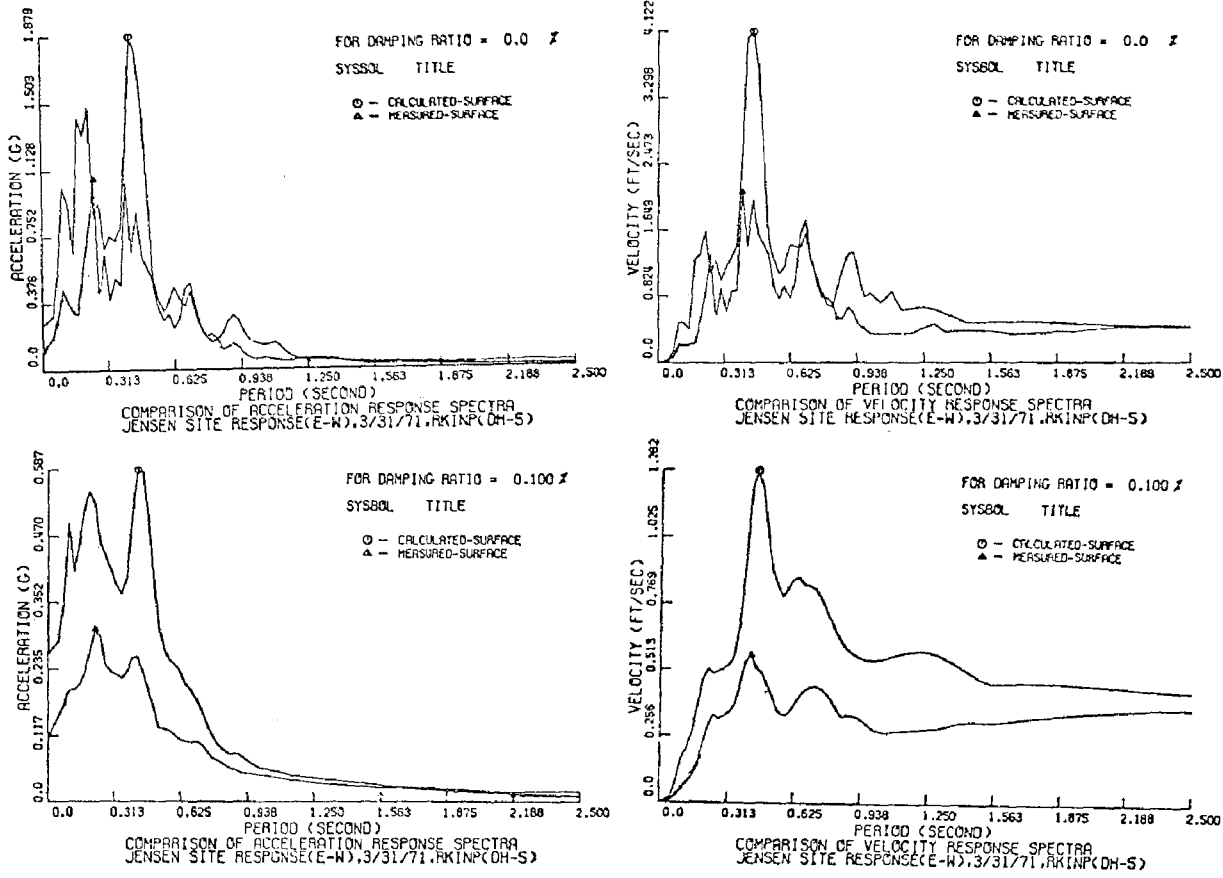 1.879
1.503
1.128
0.752
0.376
0.0
ACCELERATION (G)
FOR DAMPING RATIO = 0.0 %
SYSBOL TITLE
⊙ - CALCULATED-SURFACE
▲ - MEASURED-SURFACE
0.0 0.313 0.625 0.938 1.250 1.563 1.875 2.188 2.500
PERIOD (SECOND)
COMPARISON OF ACCELERATION RESPONSE SPECTRA
JENSEN SITE RESPONSE(E-W).3/31/71.RKINP(DH-5)
4.122
3.298
2.473
1.649
0.824
0.0
VELOCITY (FT/SEC)
FOR DAMPING RATIO = 0.0 %
SYSBOL TITLE
⊙ - CALCULATED-SURFACE
▲ - MEASURED-SURFACE
0.0 0.313 0.625 0.938 1.250 1.563 1.875 2.188 2.500
PERIOD (SECOND)
COMPARISON OF VELOCITY RESPONSE SPECTRA
JENSEN SITE RESPONSE(E-W).3/31/71.RKINP(DH-5)
0.587
0.470
0.352
0.235
0.117
0.0
ACCELERATION (G)
FOR DAMPING RATIO = 0.100 %
SYSBOL TITLE
⊙ - CALCULATED-SURFACE
▲ - MEASURED-SURFACE
0.0 0.313 0.625 0.938 1.250 1.563 1.875 2.188 2.500
PERIOD (SECOND)
COMPARISON OF ACCELERATION RESPONSE SPECTRA
JENSEN SITE RESPONSE(E-W).3/31/71.RKINP(DH-5)
1.282
1.025
0.769
0.513
0.256
0.0
VELOCITY (FT/SEC)
FOR DAMPING RATIO = 0.100 %
SYSBOL TITLE
⊙ - CALCULATED-SURFACE
▲ - MEASURED-SURFACE
0.0 0.313 0.625 0.938 1.250 1.563 1.875 2.188 2.500
PERIOD (SECOND)
COMPARISON OF VELOCITY RESPONSE SPECTRA
JENSEN SITE RESPONSE(E-W).3/31/71.RKINP(DH-5)